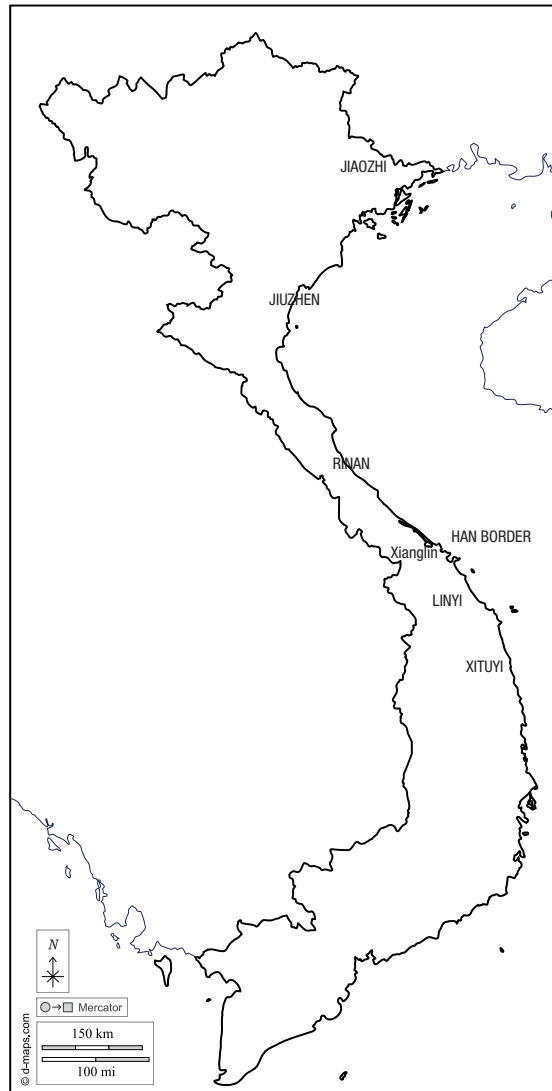 JIAOZHI
JIUZHEN
RINAN
HAN BORDER
Xianglin
LINYI
XITUYI
N
Mercator
150 km
100 mi
© d-maps.com